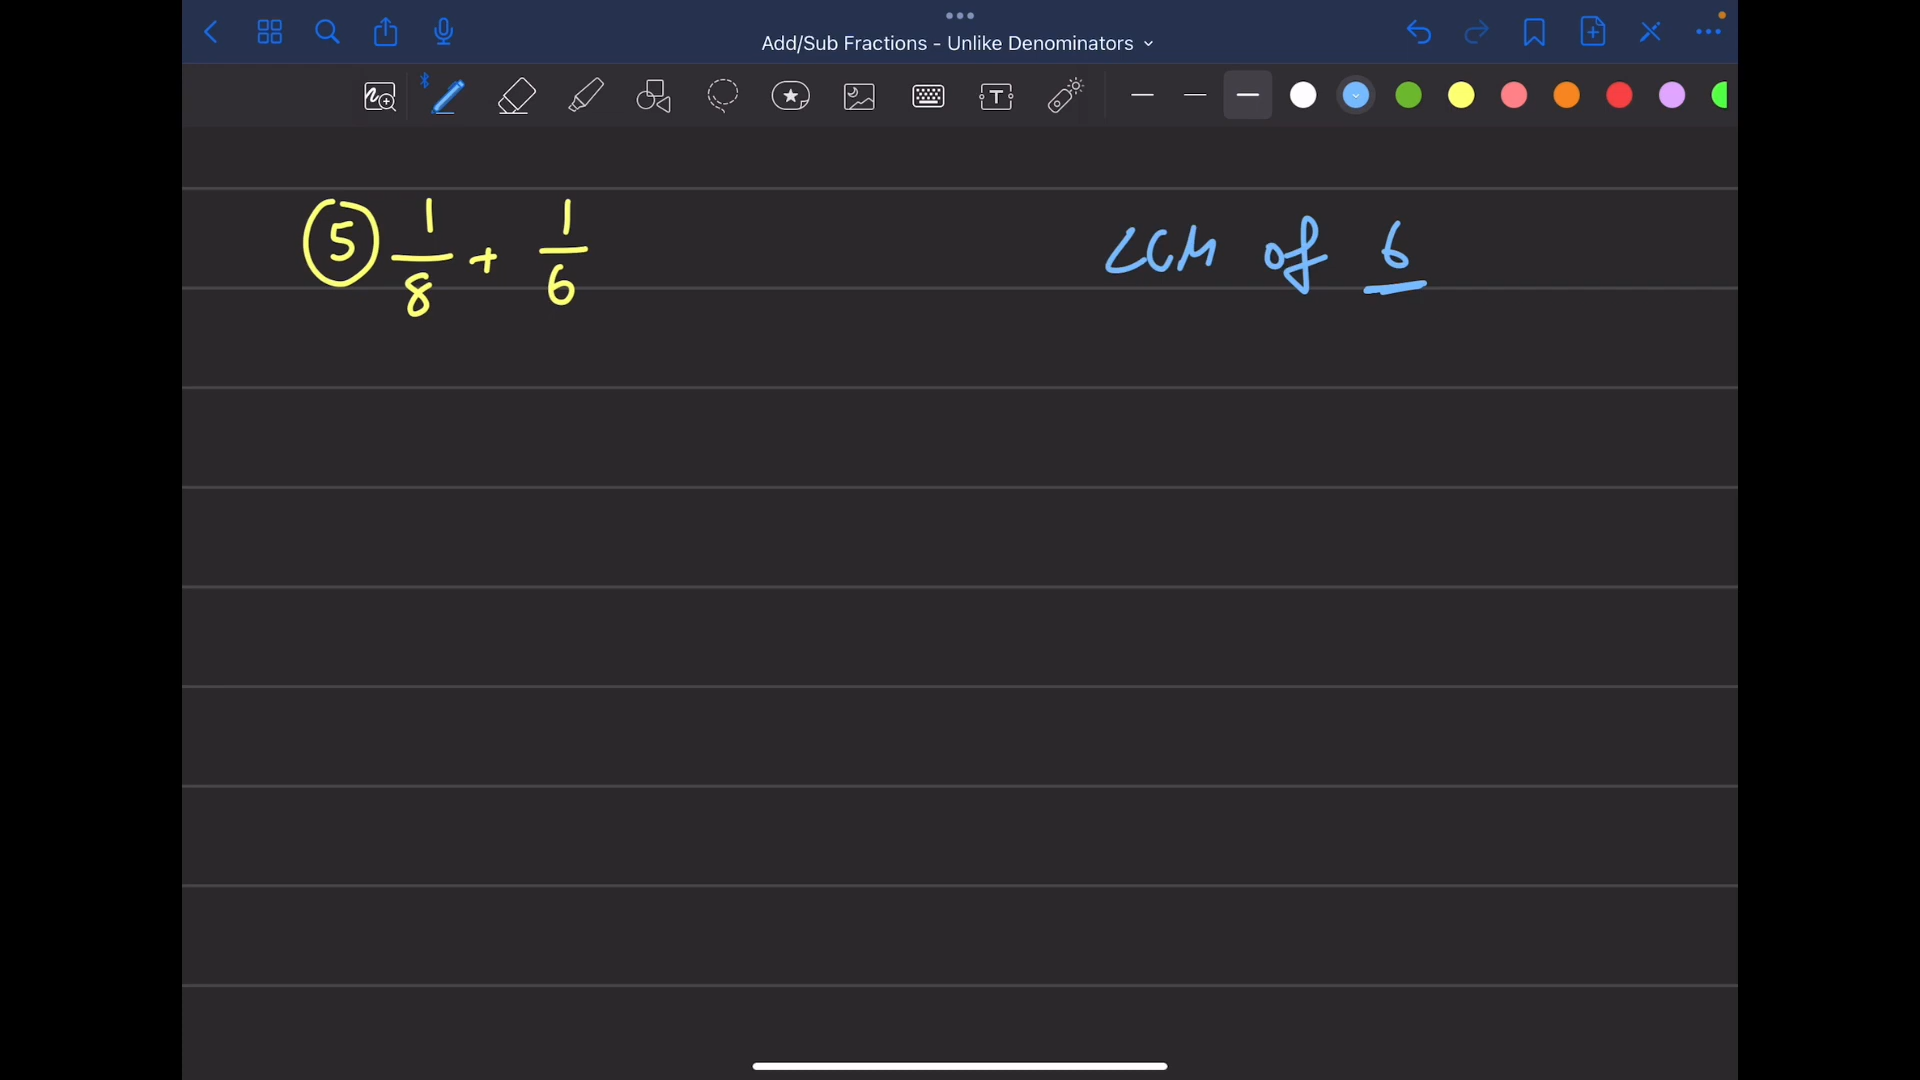 Add/Sub Fractions - Unlike Denominators
T
5 1/8 + 1/6
LCM of 6